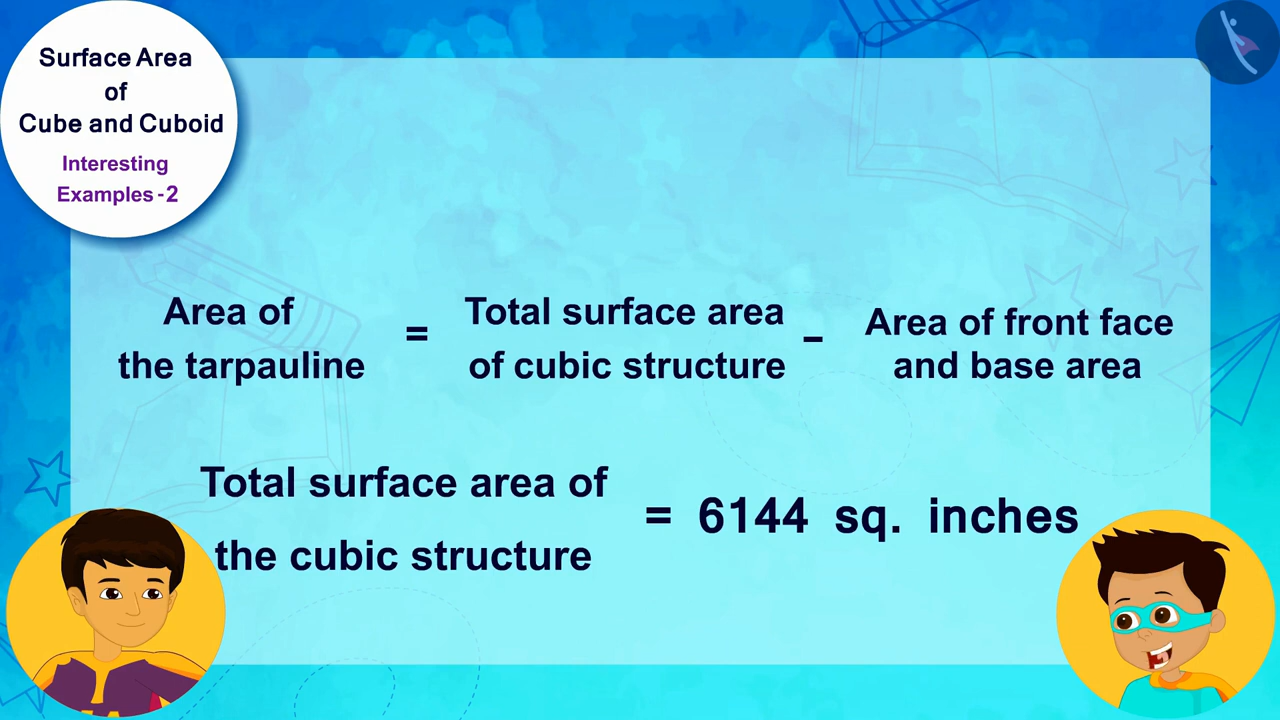 Surface Area
of
Cube and Cuboid
Interesting
Examples - 2
Area of
the tarpauline
=
Total surface area
of cubic structure
-
Area of front face
and base area
Total surface area of
the cubic structure
= 6144 sq. inches